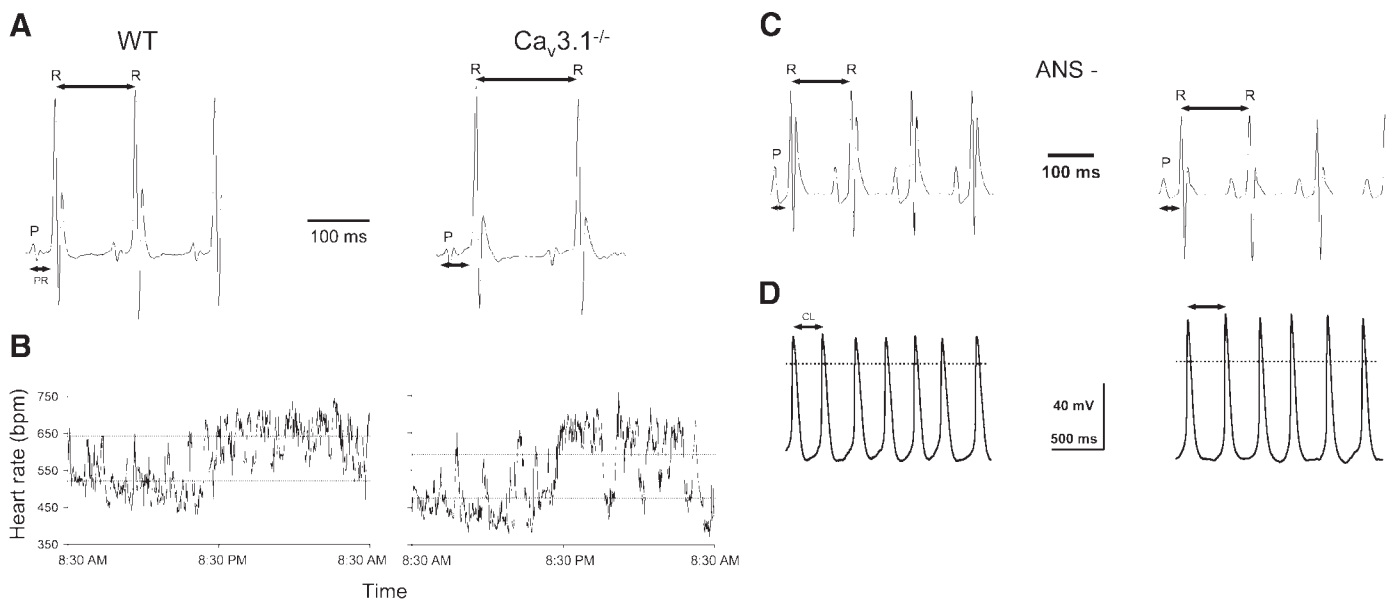 A
WT
Cav3.1-/-
R R
R R
P
PR
100 ms
P
B
Heart rate (bpm)
750
650
550
450
350
8:30 AM 8:30 PM 8:30 AM
8:30 AM 8:30 PM 8:30 AM
Time
C
ANS -
R R
P
100 ms
R R
P
D
CL
40 mV
500 ms